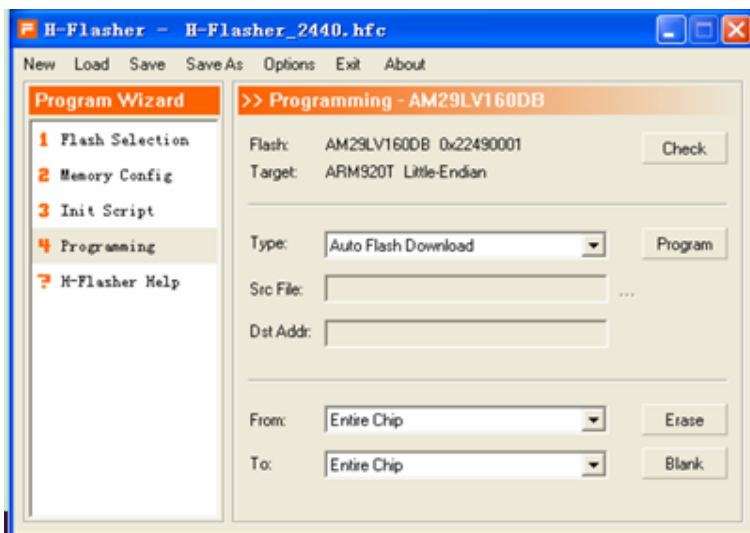 H-Flasher - H-Flasher_2440.hfc
New Load Save Save As Options Exit About
Program Wizard
1 Flash Selection
2 Memory Config
3 Init Script
4 Programming
? H-Flasher Help
>> Programming - AM29LV160DB
Flash: AM29LV160DB 0x22490001
Check
Target: ARM920T Little-Endian
Type: Auto Flash Download
Program
Src File: ...
Dst Addr:
From: Entire Chip
Erase
To: Entire Chip
Blank